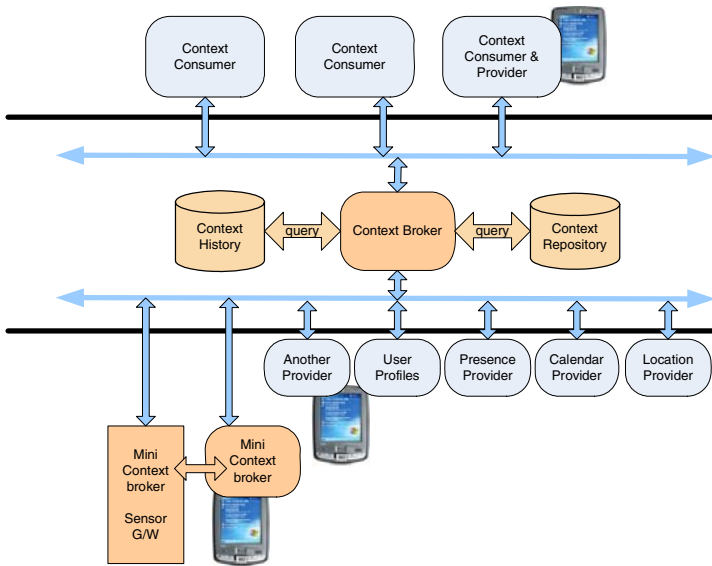 Context
Consumer
Context
Consumer
Context
Consumer &
Provider
Context
History
query
Context Broker
query
Context
Repository
Another
Provider
User
Profiles
Presence
Provider
Calendar
Provider
Location
Provider
Mini
Context
broker
Sensor
G/W
Mini
Context
broker